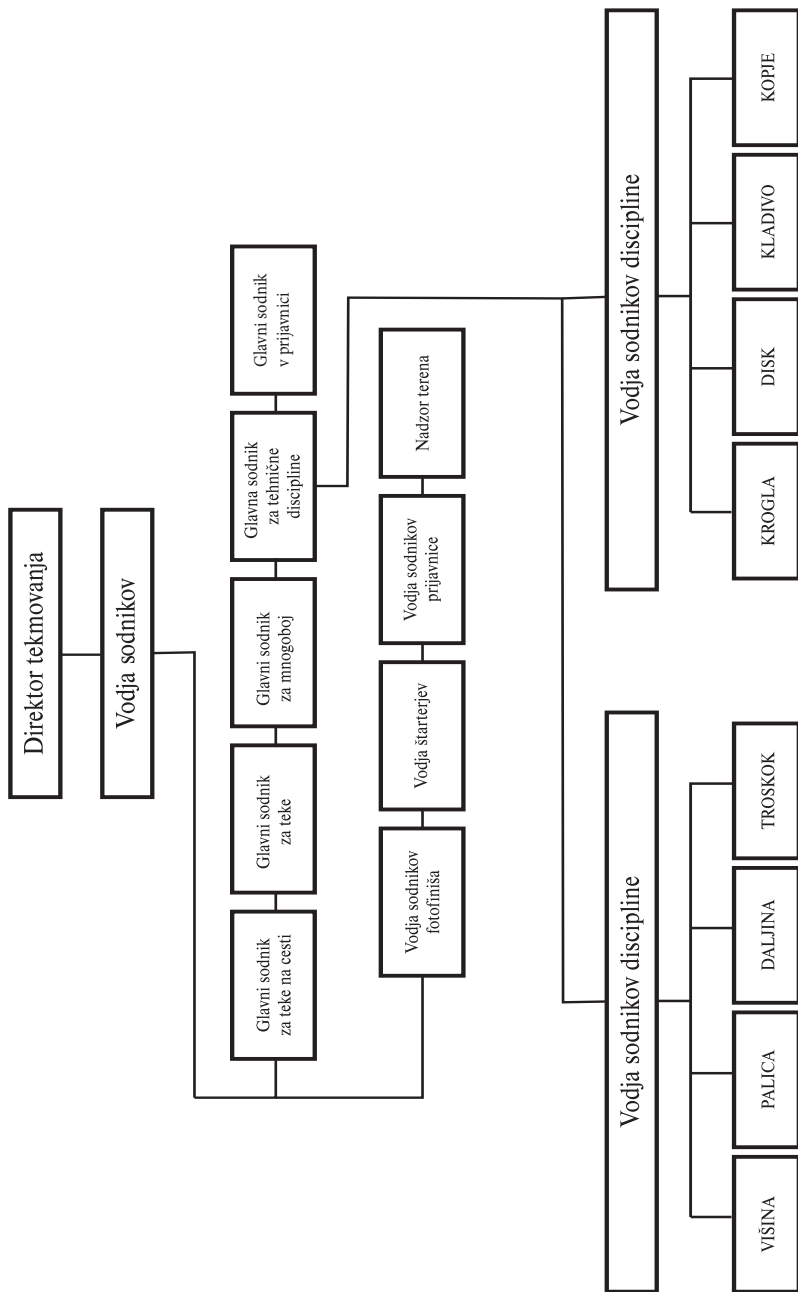 Direktor tekmovanja
Vodja sodnikov
Glavni sodnik
za teke na cesti
Glavni sodnik
za teke
Glavni sodnik
za mnogoboj
Glavna sodnik
za tehnične
discipline
Glavni sodnik
v prijavnici
Vodja sodnikov
fotofiniša
Vodja štarterjev
Vodja sodnikov
prijavnice
Nadzor terena
Vodja sodnikov discipline
Vodja sodnikov discipline
VIŠINA
PALICA
DALJINA
TROSKOK
KROGLA
DISK
KLADIVO
KOPJE